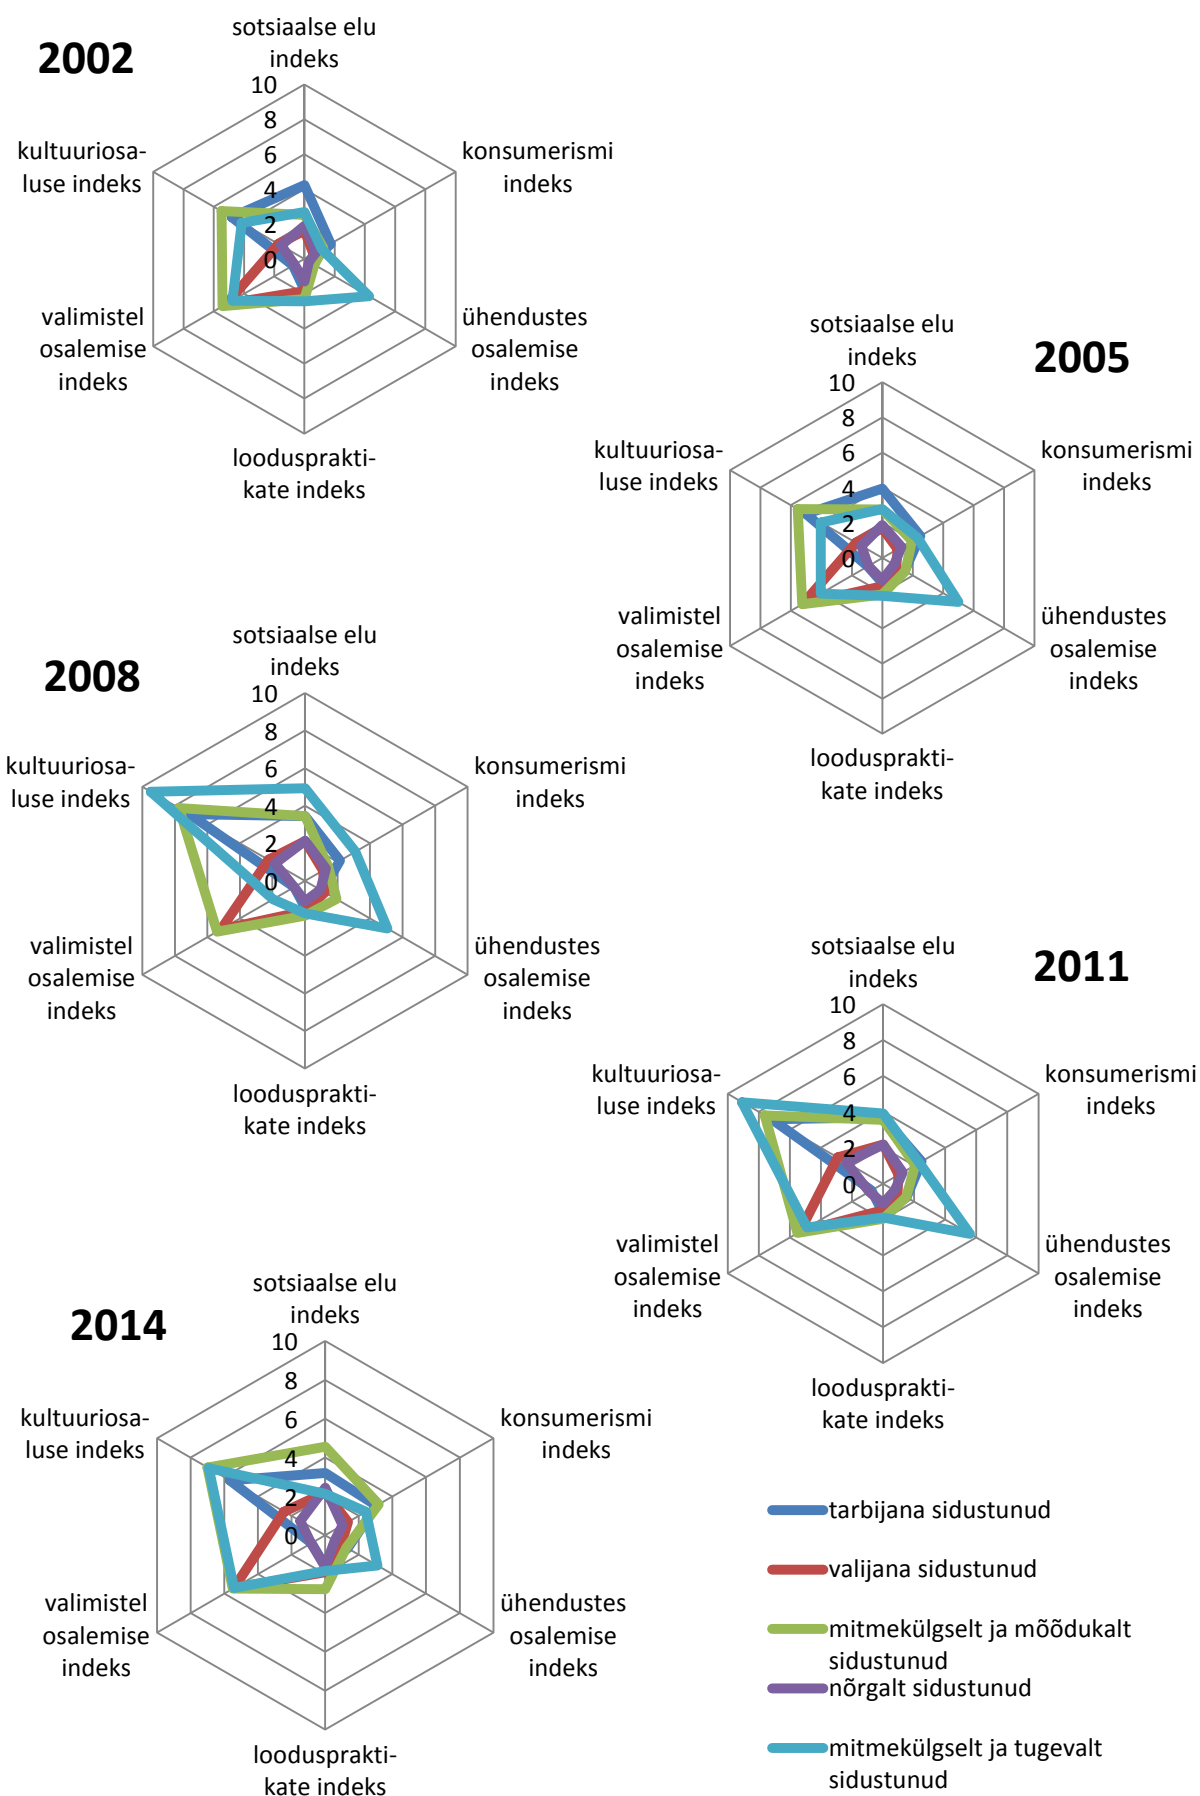 2002
sotsiaalse elu
indeks
10
8
6
4
2
0
konsumerismi
indeks
ühendustes
osalemise
indeks
loodusprakti-
kate indeks
valimistel
osalemise
indeks
kultuuriosa-
luse indeks
2005
sotsiaalse elu
indeks
10
8
6
4
2
0
konsumerismi
indeks
ühendustes
osalemise
indeks
loodusprakti-
kate indeks
valimistel
osalemise
indeks
kultuuriosa-
luse indeks
2008
sotsiaalse elu
indeks
10
8
6
4
2
0
konsumerismi
indeks
ühendustes
osalemise
indeks
loodusprakti-
kate indeks
valimistel
osalemise
indeks
kultuuriosa-
luse indeks
2011
sotsiaalse elu
indeks
10
8
6
4
2
0
konsumerismi
indeks
ühendustes
osalemise
indeks
loodusprakti-
kate indeks
valimistel
osalemise
indeks
kultuuriosa-
luse indeks
2014
sotsiaalse elu
indeks
10
8
6
4
2
0
konsumerismi
indeks
ühendustes
osalemise
indeks
loodusprakti-
kate indeks
valimistel
osalemise
indeks
kultuuriosa-
luse indeks
tarbijana sidustunud
valijana sidustunud
mitmekülgselt ja mõõdukalt
sidustunud
nõrgalt sidustunud
mitmekülgselt ja tugevalt
sidustunud